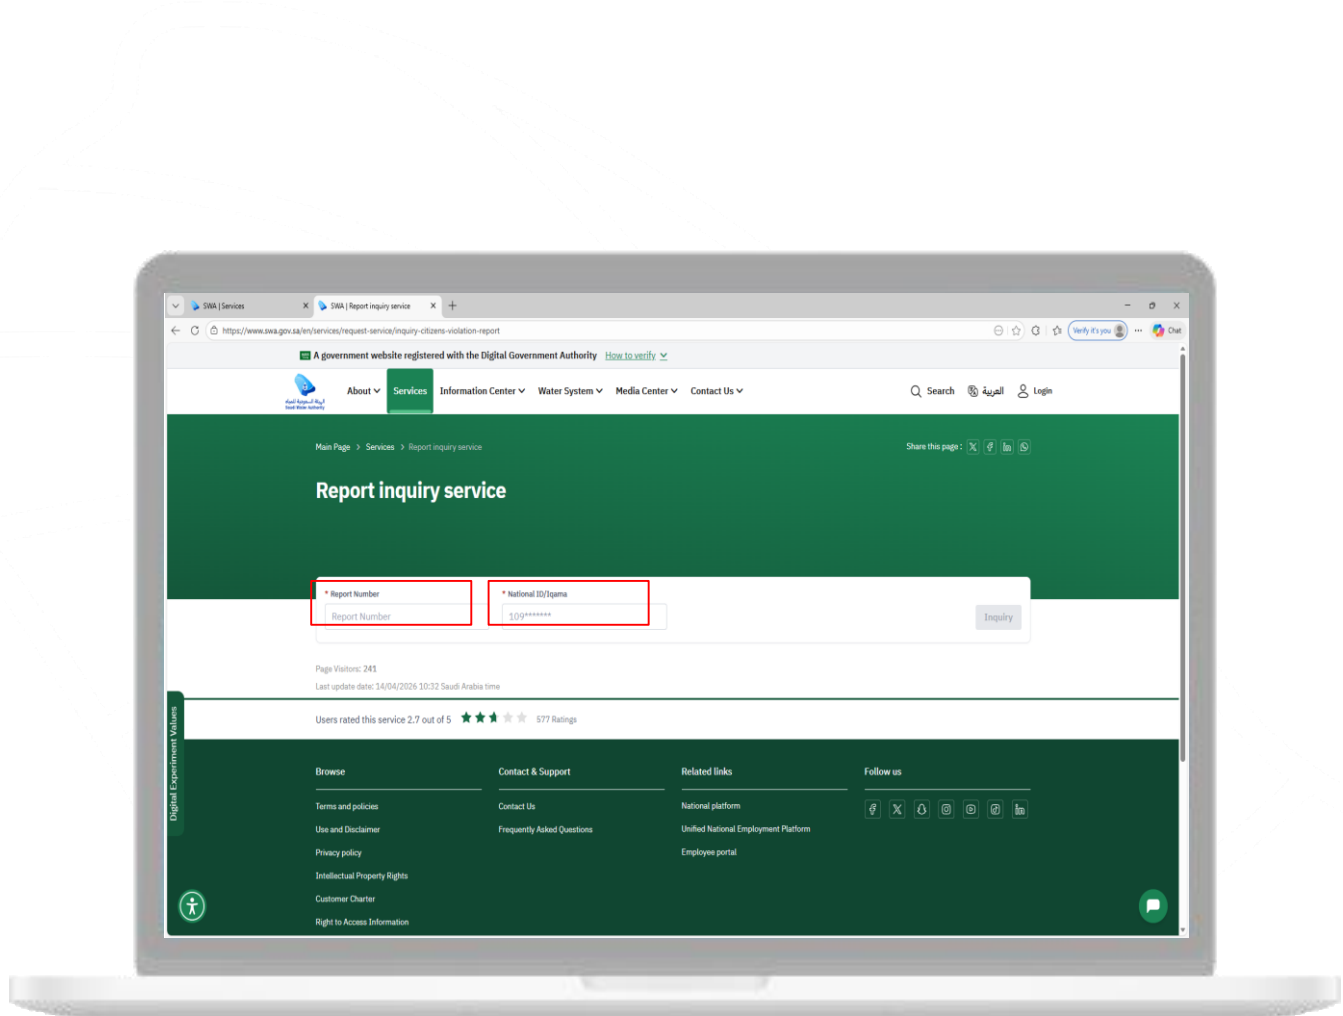 SWA | Services
SWA | Report inquiry service
https://www.swa.gov.sa/en/services/request-service/inquiry-citizens-violation-report
Verify it's you
Chat
A government website registered with the Digital Government Authority How to verify
About
Services
Information Center
Water System
Media Center
Contact Us
Search
العربية
Login
الهيئة السعودية للمياه
Saudi Water Authority
Main Page > Services > Report inquiry service
Share this page :
Report inquiry service
* Report Number
* National ID/Iqama
Report Number
109*******
Inquiry
Page Visitors: 241
Last update date: 14/04/2026 10:32 Saudi Arabia time
Users rated this service 2.7 out of 5
577 Ratings
Digital Experiment Values
Browse
Contact & Support
Related links
Follow us
Terms and policies
Contact Us
National platform
Use and Disclaimer
Frequently Asked Questions
Unified National Employment Platform
Privacy policy
Employee portal
Intellectual Property Rights
Customer Charter
Right to Access Information